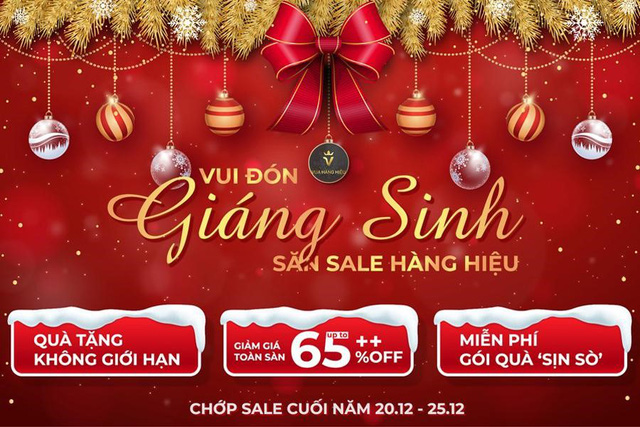 VUA HÀNG HIỆU
VUI ĐÓN
Giáng Sinh
SĂN SALE HÀNG HIỆU
QUÀ TẶNG
KHÔNG GIỚI HẠN
GIẢM GIÁ
TOÀN SÀN
up to
65++
%OFF
MIỄN PHÍ
GÓI QUÀ ‘SỊN SÒ’
CHỚP SALE CUỐI NĂM 20.12 - 25.12